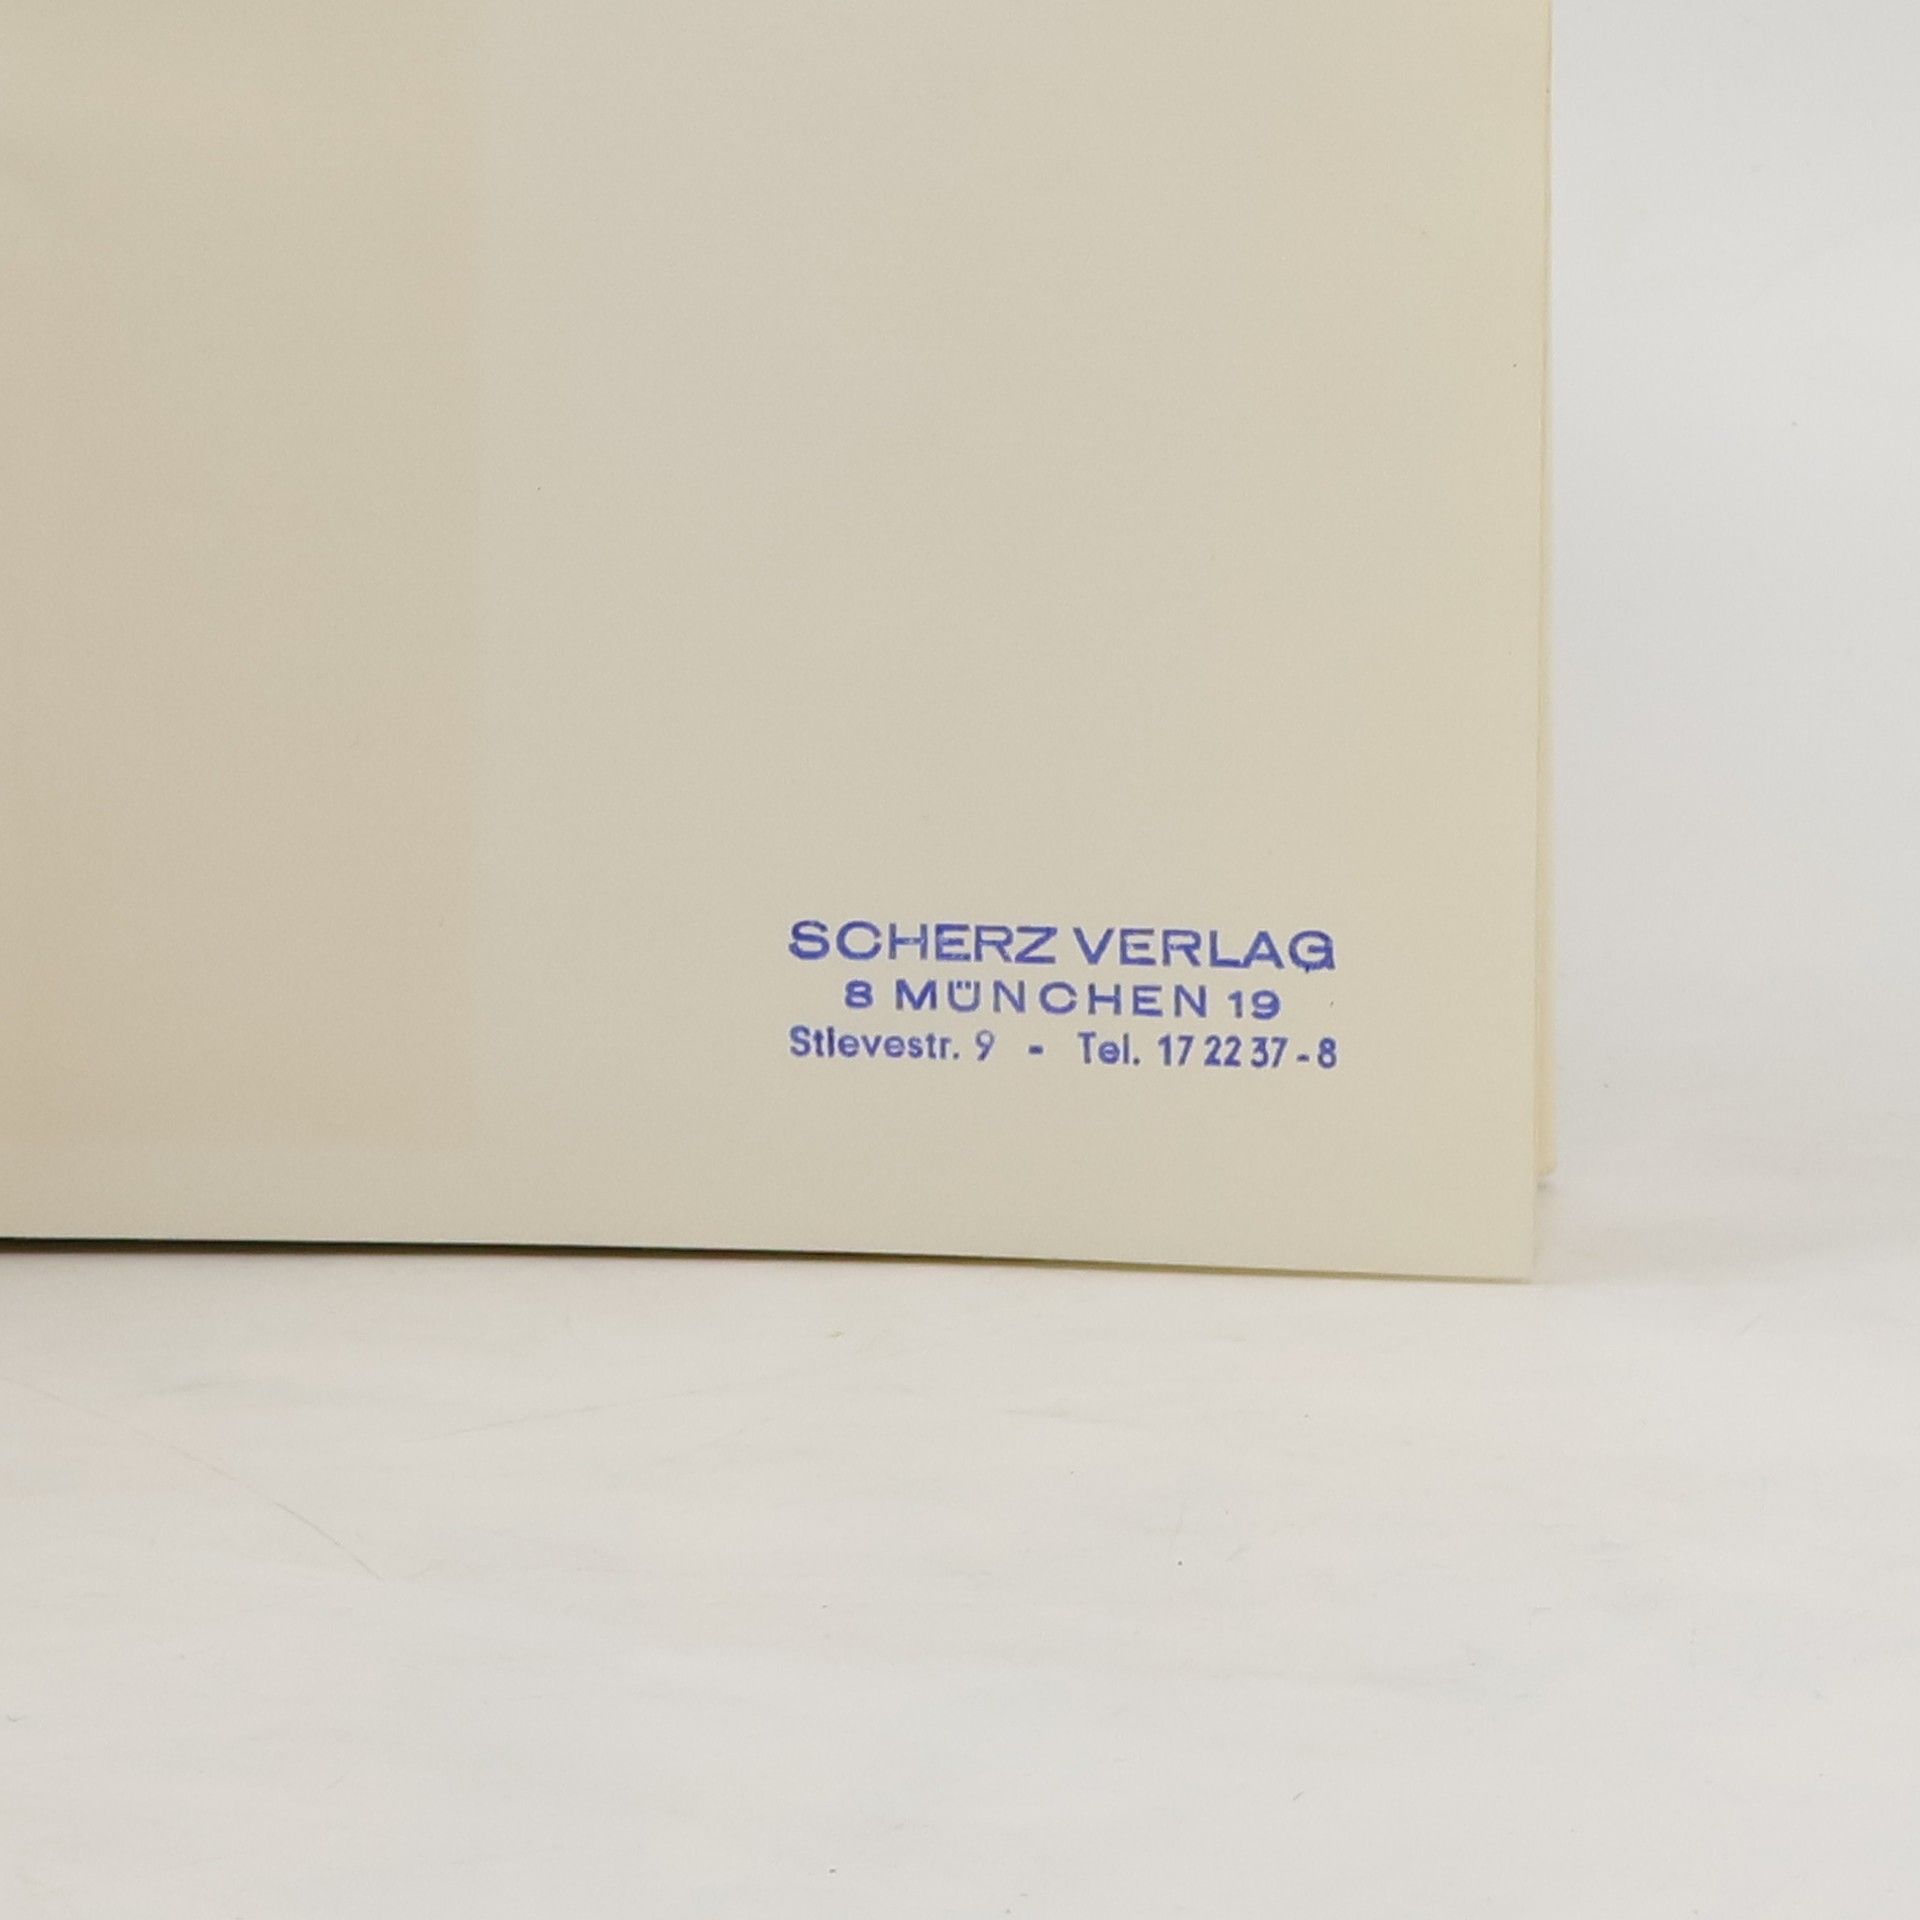 SCHERZ VERLAG
8 MÜNCHEN 19
Stievestr. 9 - Tel. 17 22 37 - 8